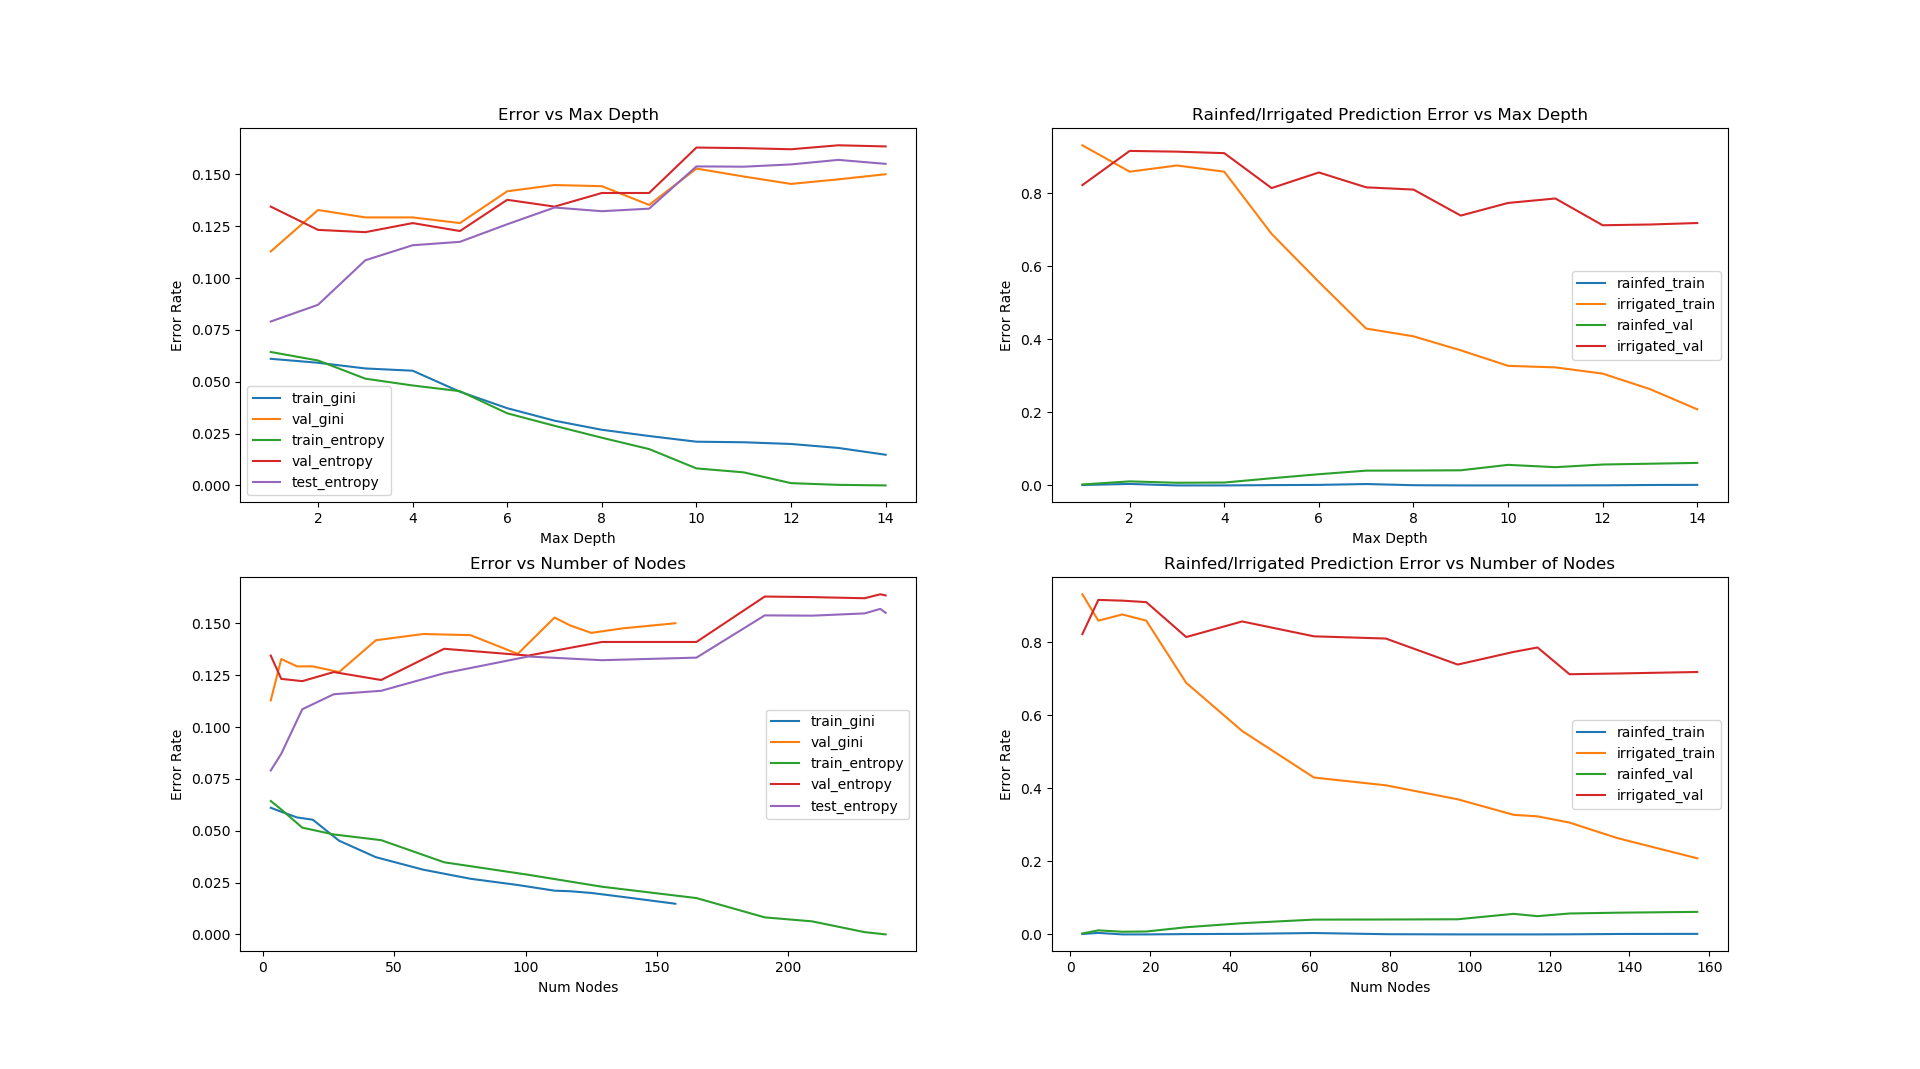 Error vs Max Depth
Error Rate
0.150
0.125
0.100
0.075
0.050
0.025
0.000
train_gini
val_gini
train_entropy
val_entropy
test_entropy
2 4 6 8 10 12 14
Max Depth
Rainfed/Irrigated Prediction Error vs Max Depth
Error Rate
0.8
0.6
0.4
0.2
0.0
rainfed_train
irrigated_train
rainfed_val
irrigated_val
2 4 6 8 10 12 14
Max Depth
Error vs Number of Nodes
Error Rate
0.150
0.125
0.100
0.075
0.050
0.025
0.000
train_gini
val_gini
train_entropy
val_entropy
test_entropy
0 50 100 150 200
Num Nodes
Rainfed/Irrigated Prediction Error vs Number of Nodes
Error Rate
0.8
0.6
0.4
0.2
0.0
rainfed_train
irrigated_train
rainfed_val
irrigated_val
0 20 40 60 80 100 120 140 160
Num Nodes